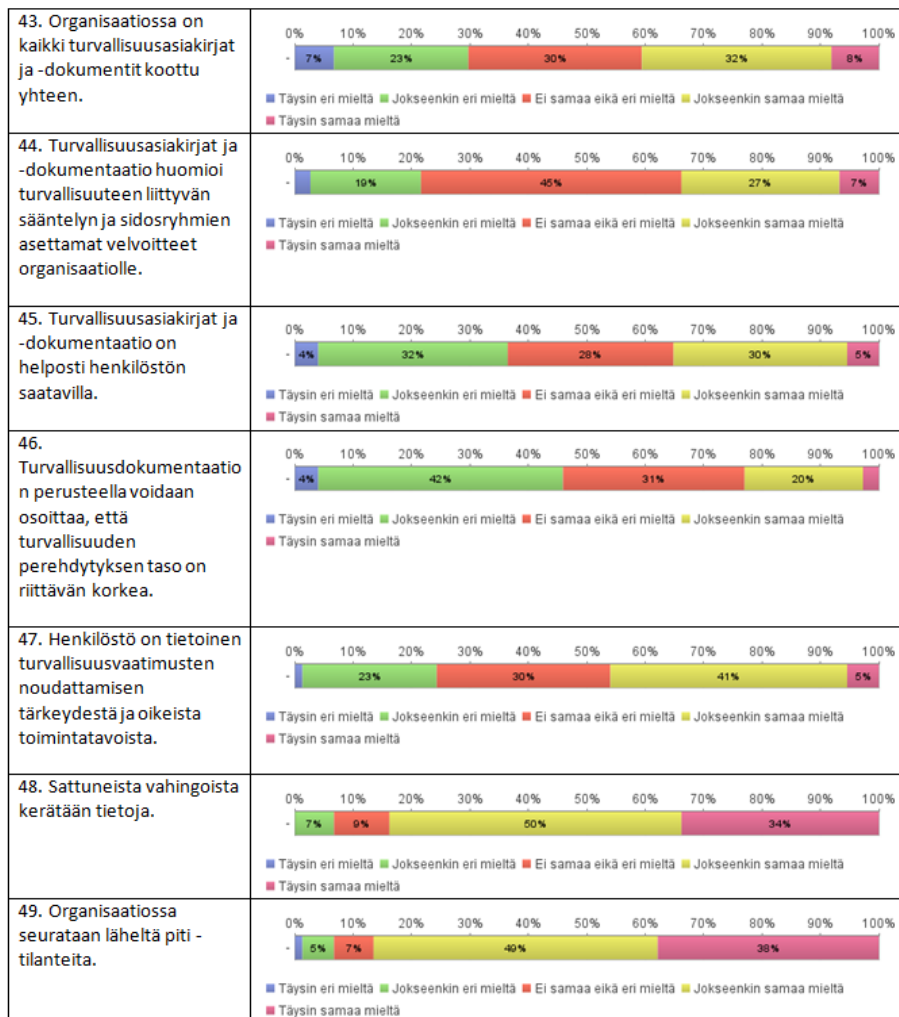 43. Organisaatiossa on
kaikki turvallisuusasiakirjat
ja -dokumentit koottu
yhteen.
0% 10% 20% 30% 40% 50% 60% 70% 80% 90% 100%
- 7% 23% 30% 32% 8%
Täysin eri mieltä Jokseenkin eri mieltä Ei samaa eikä eri mieltä Jokseenkin samaa mieltä
Täysin samaa mieltä
44. Turvallisuusasiakirjat ja
-dokumentaatio huomioi
turvallisuuteen liittyvän
sääntelyn ja sidosryhmien
asettamat velvoitteet
organisaatiolle.
0% 10% 20% 30% 40% 50% 60% 70% 80% 90% 100%
- 19% 45% 27% 7%
Täysin eri mieltä Jokseenkin eri mieltä Ei samaa eikä eri mieltä Jokseenkin samaa mieltä
Täysin samaa mieltä
45. Turvallisuusasiakirjat ja
-dokumentaatio on
helposti henkilöstön
saatavilla.
0% 10% 20% 30% 40% 50% 60% 70% 80% 90% 100%
- 4% 32% 28% 30% 5%
Täysin eri mieltä Jokseenkin eri mieltä Ei samaa eikä eri mieltä Jokseenkin samaa mieltä
Täysin samaa mieltä
46.
Turvallisuusdokumentaatio
n perusteella voidaan
osoittaa, että
turvallisuuden
perehdytyksen taso on
riittävän korkea.
0% 10% 20% 30% 40% 50% 60% 70% 80% 90% 100%
- 4% 42% 31% 20%
Täysin eri mieltä Jokseenkin eri mieltä Ei samaa eikä eri mieltä Jokseenkin samaa mieltä
Täysin samaa mieltä
47. Henkilöstö on tietoinen
turvallisuusvaatimusten
noudattamisen
tärkeydestä ja oikeista
toimintatavoista.
0% 10% 20% 30% 40% 50% 60% 70% 80% 90% 100%
- 23% 30% 41% 5%
Täysin eri mieltä Jokseenkin eri mieltä Ei samaa eikä eri mieltä Jokseenkin samaa mieltä
Täysin samaa mieltä
48. Sattuneista vahingoista
kerätään tietoja.
0% 10% 20% 30% 40% 50% 60% 70% 80% 90% 100%
- 7% 9% 50% 34%
Täysin eri mieltä Jokseenkin eri mieltä Ei samaa eikä eri mieltä Jokseenkin samaa mieltä
Täysin samaa mieltä
49. Organisaatiossa
seurataan läheltä piti -
tilanteita.
0% 10% 20% 30% 40% 50% 60% 70% 80% 90% 100%
- 5% 7% 49% 38%
Täysin eri mieltä Jokseenkin eri mieltä Ei samaa eikä eri mieltä Jokseenkin samaa mieltä
Täysin samaa mieltä